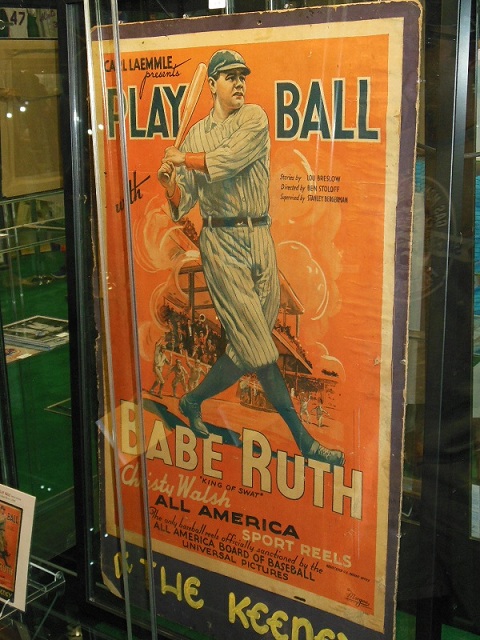 47
CARL LAEMMLE
presents
PLAY BALL
with
Stories by LOU BRESLOW
Directed by BEN STOLOFF
Supervised by STANLEY BERGERMAN
BABE RUTH
"KING OF SWAT"
Christy Walsh
ALL AMERICA
SPORT REELS
The only baseball reels officially sanctioned by the
ALL AMERICA BOARD OF BASEBALL
UNIVERSAL PICTURES
THE KEENE